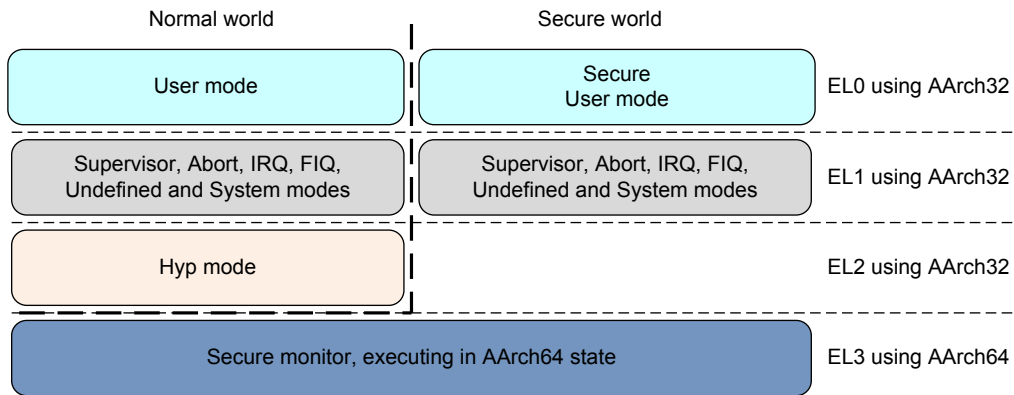 Normal world
Secure world
User mode
Secure
User mode
EL0 using AArch32
Supervisor, Abort, IRQ, FIQ,
Undefined and System modes
Supervisor, Abort, IRQ, FIQ,
Undefined and System modes
EL1 using AArch32
Hyp mode
EL2 using AArch32
Secure monitor, executing in AArch64 state
EL3 using AArch64